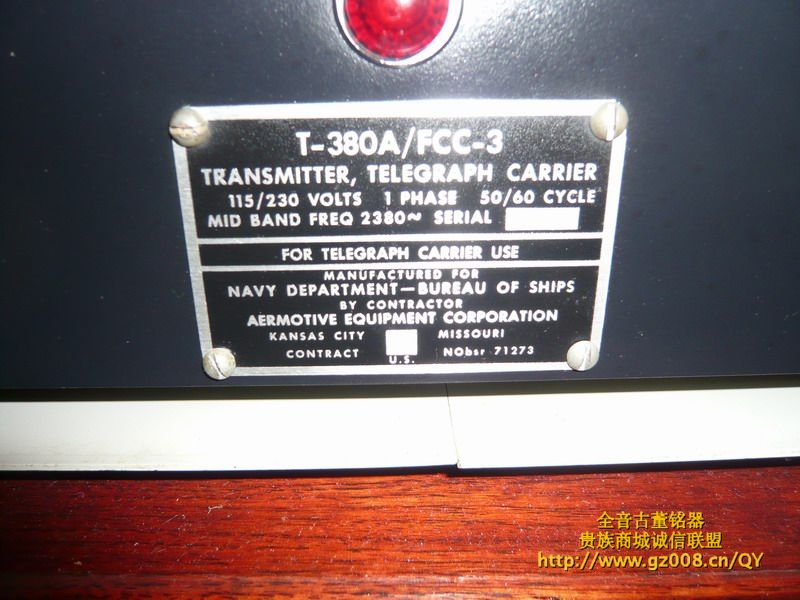 T-380A/FCC-3
TRANSMITTER, TELEGRAPH CARRIER
115/230 VOLTS 1 PHASE 50/60 CYCLE
MID BAND FREQ 2380~ SERIAL
FOR TELEGRAPH CARRIER USE
MANUFACTURED FOR
NAVY DEPARTMENT—BUREAU OF SHIPS
BY CONTRACTOR
AERMOTIVE EQUIPMENT CORPORATION
KANSAS CITY MISSOURI
CONTRACT U.S. NObsr 71273
全音古董铭器
贵族商城诚信联盟
http://www.gz008.cn/QY